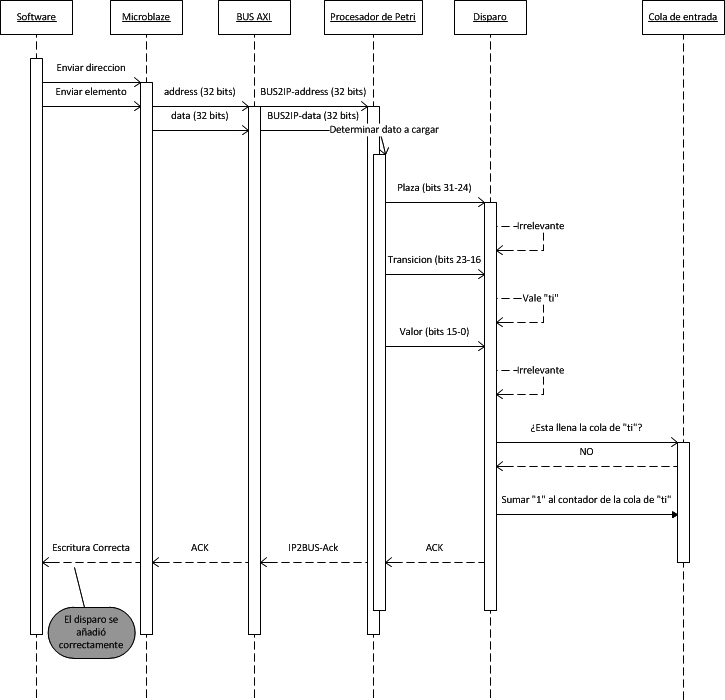 Software
Microblaze
BUS AXI
Procesador de Petri
Disparo
Cola de entrada
Enviar direccion
Enviar elemento
address (32 bits)
BUS2IP-address (32 bits)
data (32 bits)
BUS2IP-data (32 bits)
Determinar dato a cargar
Plaza (bits 31-24)
Irrelevante
Transicion (bits 23-16
Vale "ti"
Valor (bits 15-0)
Irrelevante
¿Esta llena la cola de "ti"?
NO
Sumar "1" al contador de la cola de "ti"
Escritura Correcta
ACK
IP2BUS-Ack
ACK
El disparo se
añadió
correctamente